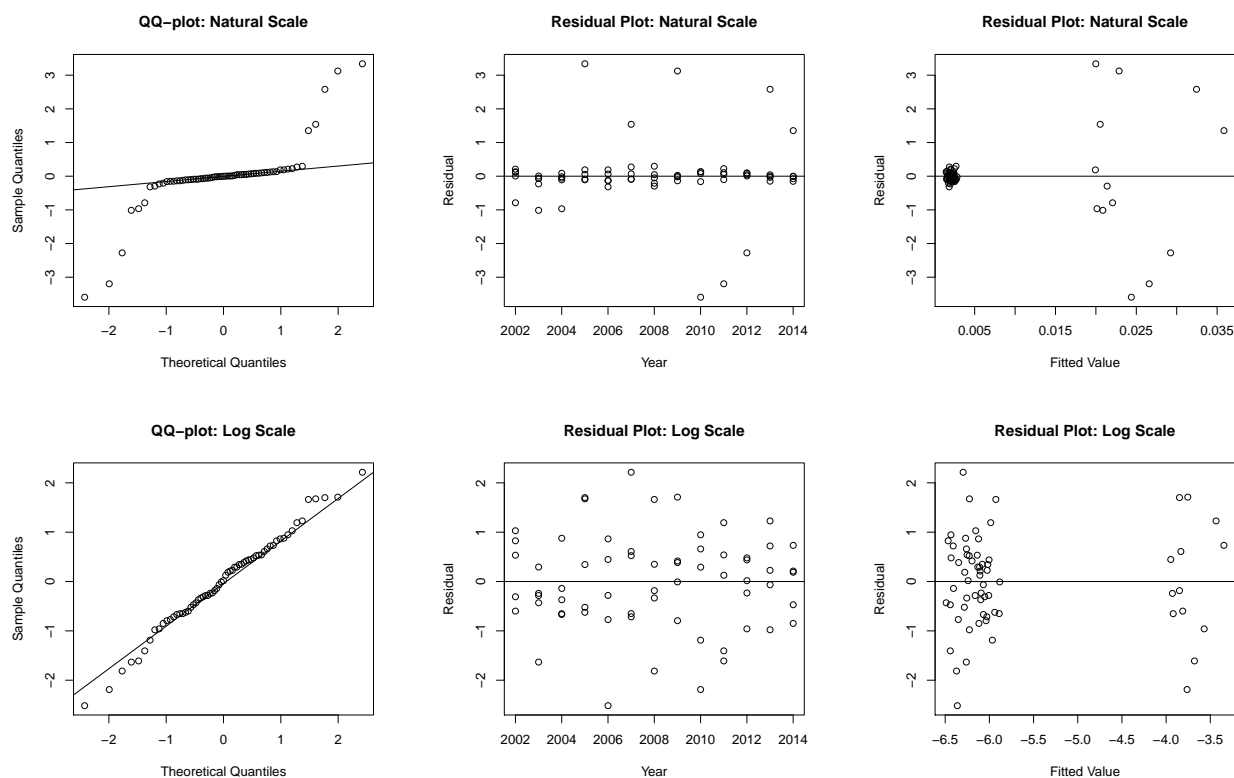 QQ−plot: Natural Scale
Sample Quantiles
3
2
1
0
−1
−2
−3
−2 −1 0 1 2
Theoretical Quantiles
Residual Plot: Natural Scale
Residual
3
2
1
0
−1
−2
−3
2002 2004 2006 2008 2010 2012 2014
Year
Residual Plot: Natural Scale
Residual
3
2
1
0
−1
−2
−3
0.005 0.015 0.025 0.035
Fitted Value
QQ−plot: Log Scale
Sample Quantiles
2
1
0
−1
−2
−2 −1 0 1 2
Theoretical Quantiles
Residual Plot: Log Scale
Residual
2
1
0
−1
−2
2002 2004 2006 2008 2010 2012 2014
Year
Residual Plot: Log Scale
Residual
2
1
0
−1
−2
−6.5 −6.0 −5.5 −5.0 −4.5 −4.0 −3.5
Fitted Value